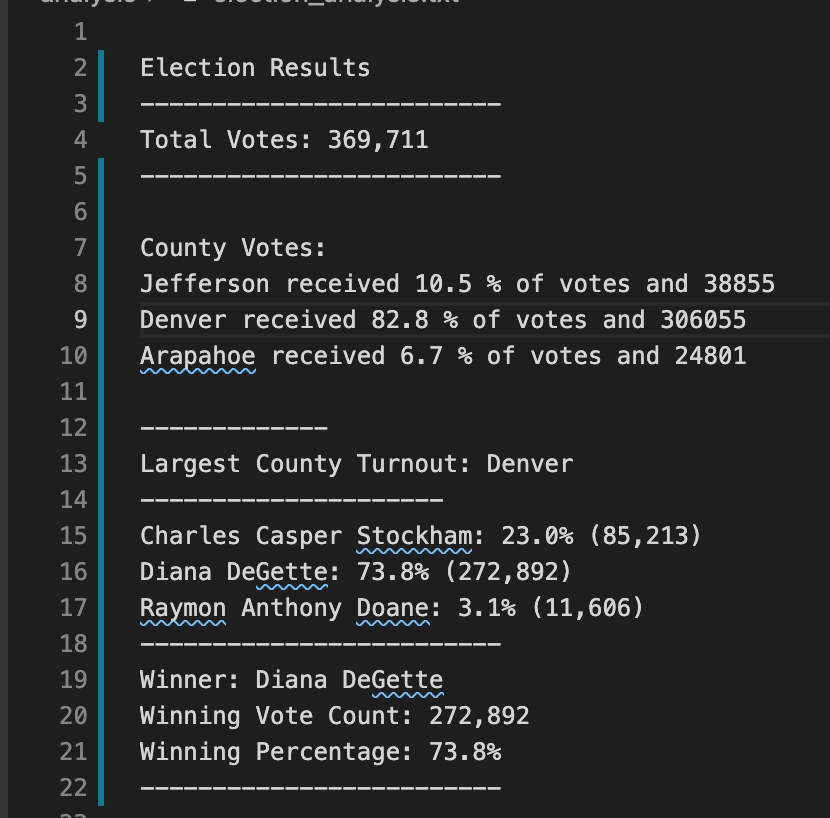 1
2 Election Results
3 -------------------------
4 Total Votes: 369,711
5 -------------------------
6
7 County Votes:
8 Jefferson received 10.5 % of votes and 38855
9 Denver received 82.8 % of votes and 306055
10 Arapahoe received 6.7 % of votes and 24801
11
12 -------------
13 Largest County Turnout: Denver
14 ---------------------
15 Charles Casper Stockham: 23.0% (85,213)
16 Diana DeGette: 73.8% (272,892)
17 Raymon Anthony Doane: 3.1% (11,606)
18 -------------------------
19 Winner: Diana DeGette
20 Winning Vote Count: 272,892
21 Winning Percentage: 73.8%
22 -------------------------